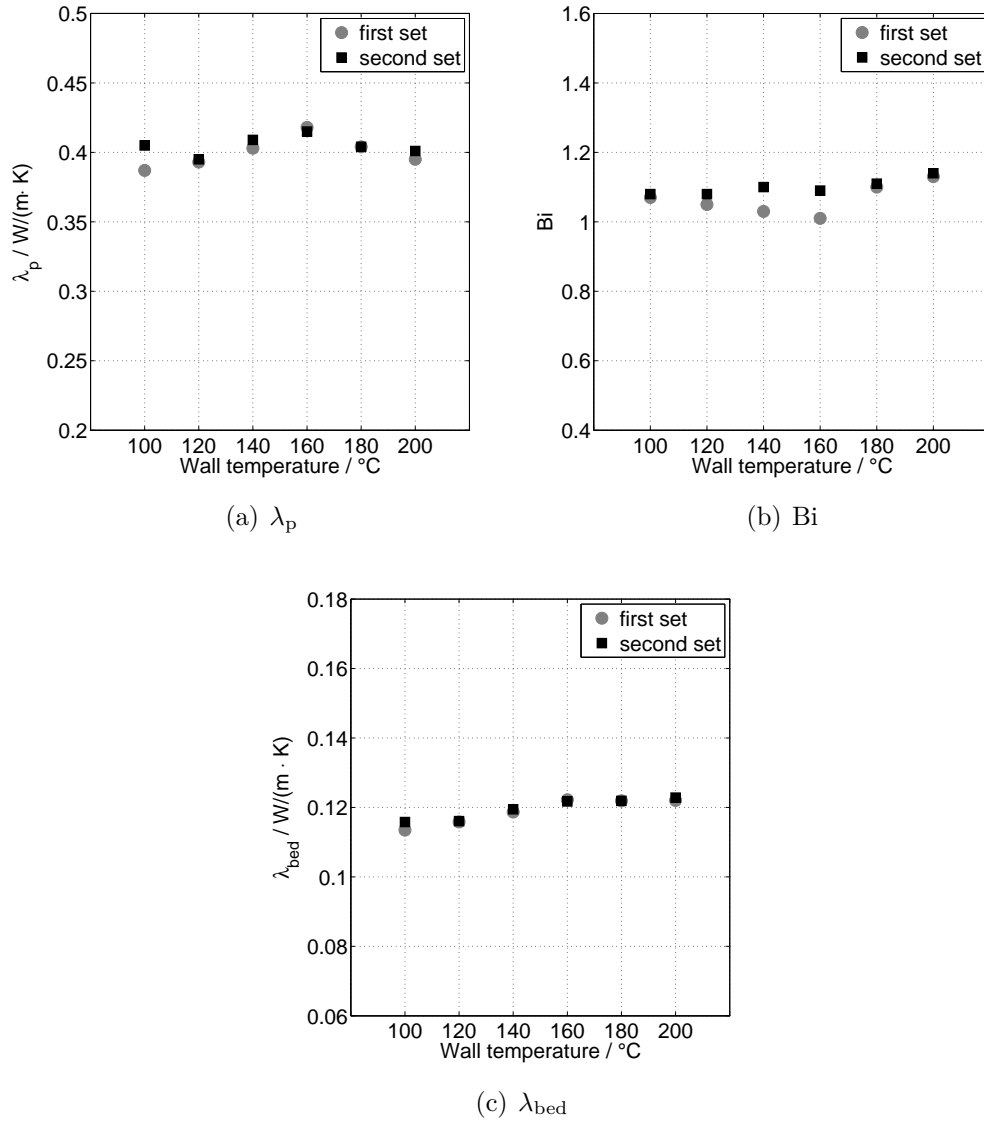 0.5
0.45
0.4
0.35
0.3
0.25
0.2
λp / W/(m· K)
first set
second set
100 120 140 160 180 200
Wall temperature / °C
(a) λp
1.6
1.4
1.2
1
0.8
0.6
0.4
Bi
first set
second set
100 120 140 160 180 200
Wall temperature / °C
(b) Bi
0.18
0.16
0.14
0.12
0.1
0.08
0.06
λbed / W/(m · K)
first set
second set
100 120 140 160 180 200
Wall temperature / °C
(c) λbed